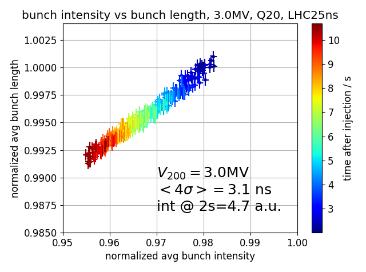 bunch intensity vs bunch length, 3.0MV, Q20, LHC25ns
normalized avg bunch length
1.0025
1.0000
0.9975
0.9950
0.9925
0.9900
0.9875
0.9850
V₂₀₀ = 3.0MV
< 4σ > = 3.1 ns
int @ 2s=4.7 a.u.
0.95 0.96 0.97 0.98 0.99 1.00
normalized avg bunch intensity
10
9
8
7
6
5
4
3
time after injection / s